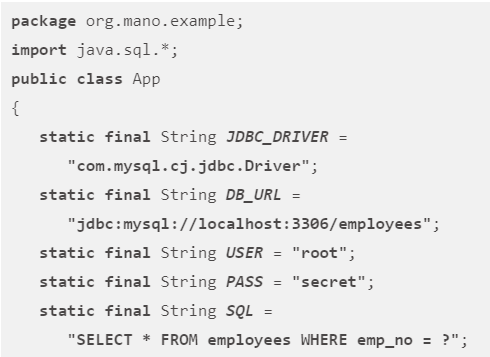 package org.mano.example;
import java.sql.*;
public class App
{
static final String JDBC_DRIVER =
"com.mysql.cj.jdbc.Driver";
static final String DB_URL =
"jdbc:mysql://localhost:3306/employees";
static final String USER = "root";
static final String PASS = "secret";
static final String SQL =
"SELECT * FROM employees WHERE emp_no = ?";